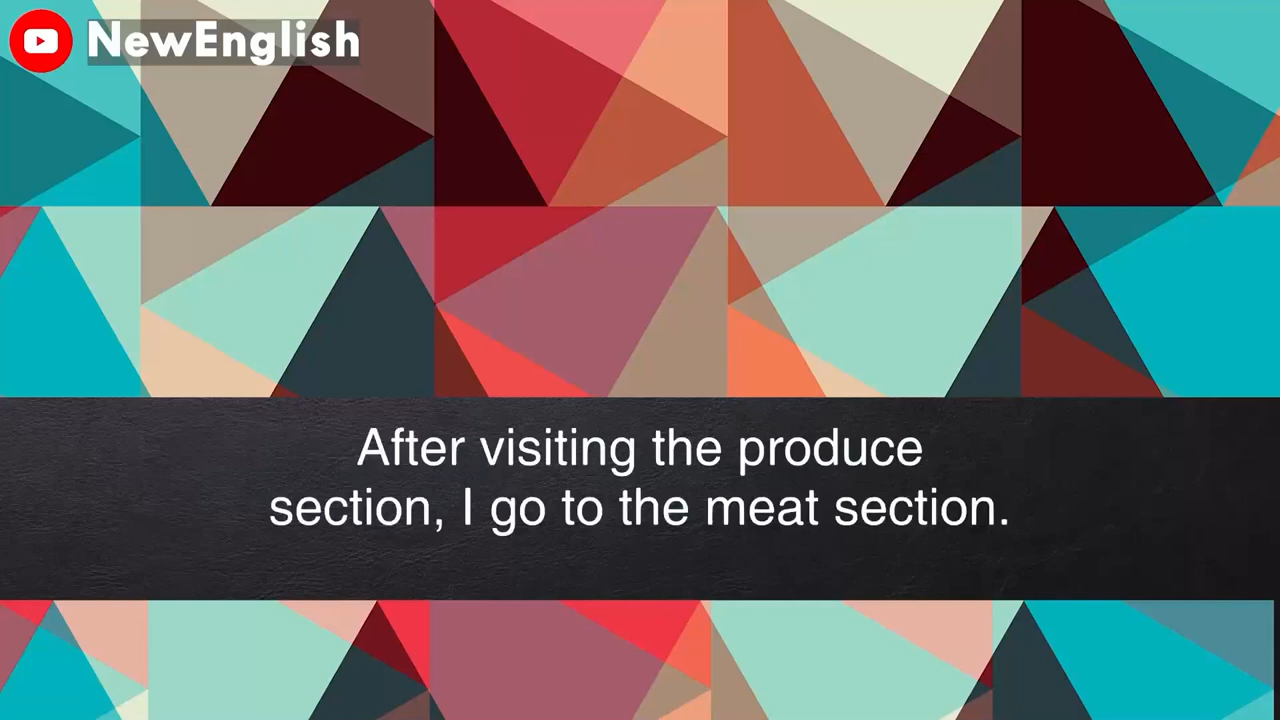 NewEnglish
After visiting the produce
section, I go to the meat section.